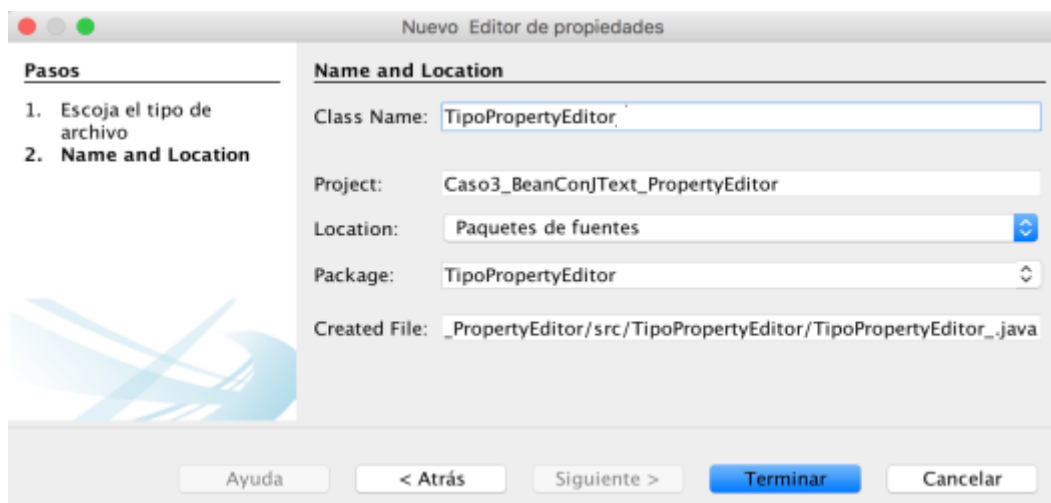 Nuevo Editor de propiedades
Pasos
1. Escoja el tipo de
archivo
2. Name and Location
Name and Location
Class Name: TipoPropertyEditor
Project: Caso3_BeanConJText_PropertyEditor
Location: Paquetes de fuentes
Package: TipoPropertyEditor
Created File: _PropertyEditor/src/TipoPropertyEditor/TipoPropertyEditor_.java
Ayuda < Atrás Siguiente > Terminar Cancelar